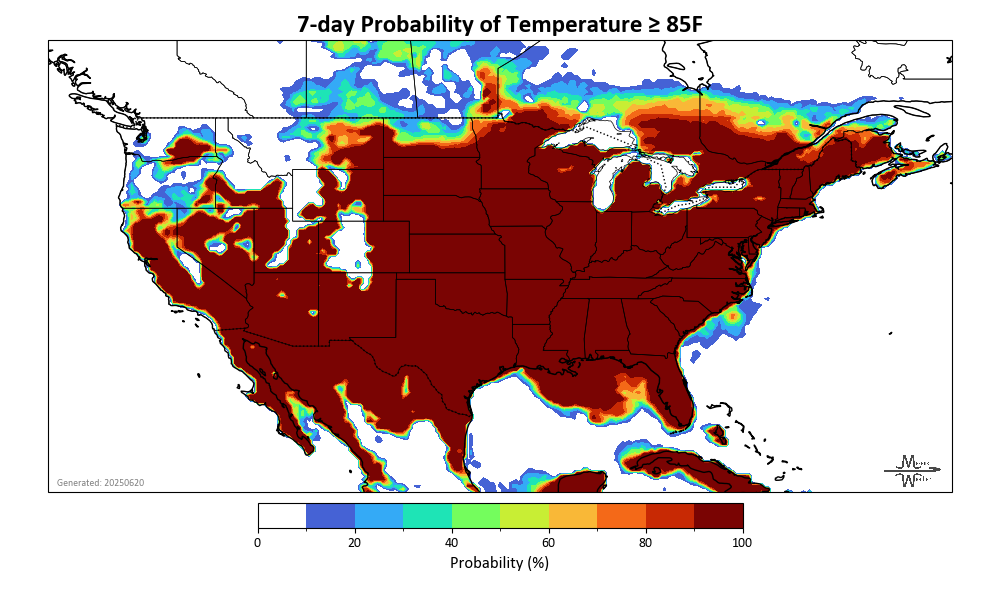 7-day Probability of Temperature ≥ 85F
Generated: 20250620
0 20 40 60 80 100
Probability (%)